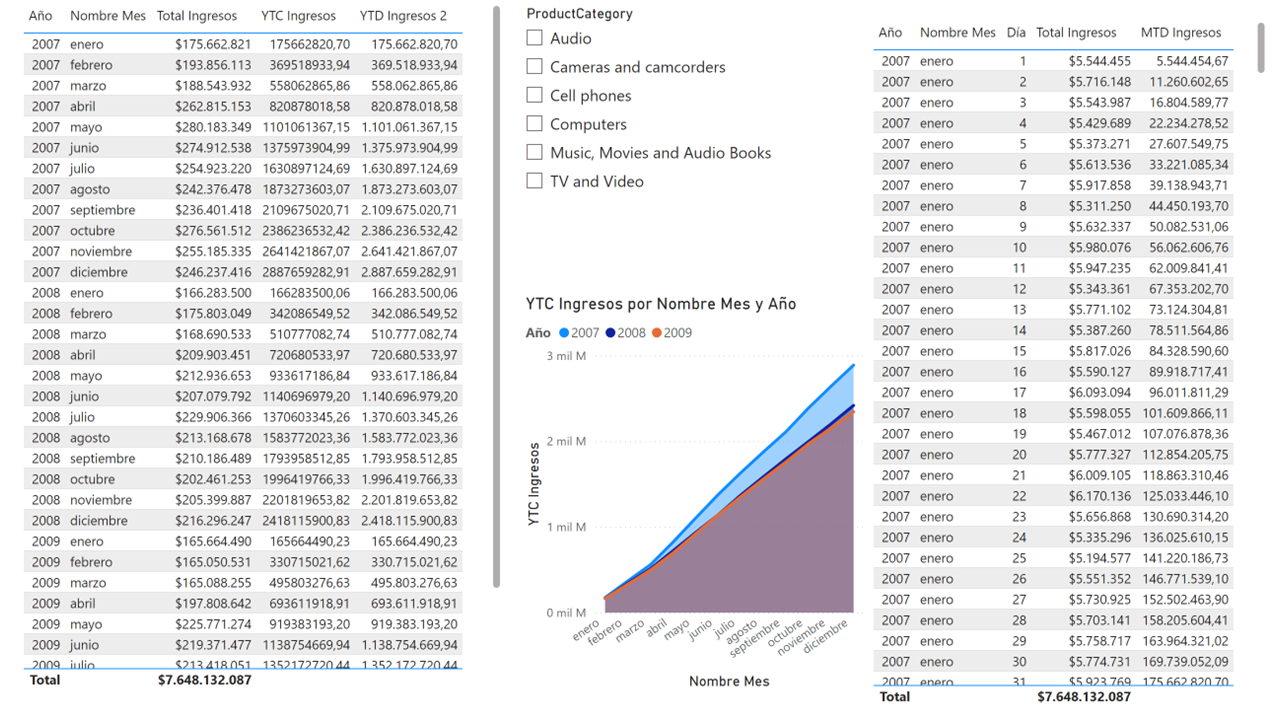 Año Nombre Mes Total Ingresos YTC Ingresos YTD Ingresos 2
2007 enero $175.662.821 175662820,70 175.662.820,70
2007 febrero $193.856.113 369518933,94 369.518.933,94
2007 marzo $188.543.932 558062865,86 558.062.865,86
2007 abril $262.815.153 820878018,58 820.878.018,58
2007 mayo $280.183.349 1101061367,15 1.101.061.367,15
2007 junio $274.912.538 1375973904,99 1.375.973.904,99
2007 julio $254.923.220 1630897124,69 1.630.897.124,69
2007 agosto $242.376.478 1873273603,07 1.873.273.603,07
2007 septiembre $236.401.418 2109675020,71 2.109.675.020,71
2007 octubre $276.561.512 2386236532,42 2.386.236.532,42
2007 noviembre $255.185.335 2641421867,07 2.641.421.867,07
2007 diciembre $246.237.416 2887659282,91 2.887.659.282,91
2008 enero $166.283.500 166283500,06 166.283.500,06
2008 febrero $175.803.049 342086549,52 342.086.549,52
2008 marzo $168.690.533 510777082,74 510.777.082,74
2008 abril $209.903.451 720680533,97 720.680.533,97
2008 mayo $212.936.653 933617186,84 933.617.186,84
2008 junio $207.079.792 1140696979,20 1.140.696.979,20
2008 julio $229.906.366 1370603345,26 1.370.603.345,26
2008 agosto $213.168.678 1583772023,36 1.583.772.023,36
2008 septiembre $210.186.489 1793958512,85 1.793.958.512,85
2008 octubre $202.461.253 1996419766,33 1.996.419.766,33
2008 noviembre $205.399.887 2201819653,82 2.201.819.653,82
2008 diciembre $216.296.247 2418115900,83 2.418.115.900,83
2009 enero $165.664.490 165664490,23 165.664.490,23
2009 febrero $165.050.531 330715021,62 330.715.021,62
2009 marzo $165.088.255 495803276,63 495.803.276,63
2009 abril $197.808.642 693611918,91 693.611.918,91
2009 mayo $225.771.274 919383193,20 919.383.193,20
2009 junio $219.371.477 1138754669,94 1.138.754.669,94
2009 julio $213.418.051 1352172720,44 1.352.172.720,44
Total $7.648.132.087
ProductCategory
Audio
Cameras and camcorders
Cell phones
Computers
Music, Movies and Audio Books
TV and Video
YTC Ingresos por Nombre Mes y Año
Año 2007 2008 2009
3 mil M
2 mil M
1 mil M
0 mil M
YTC Ingresos
enero
febrero
marzo
abril
mayo
junio
julio
agosto
septiembre
octubre
noviembre
diciembre
Nombre Mes
Año Nombre Mes Día Total Ingresos MTD Ingresos
2007 enero 1 $5.544.455 5.544.454,67
2007 enero 2 $5.716.148 11.260.602,65
2007 enero 3 $5.543.987 16.804.589,77
2007 enero 4 $5.429.689 22.234.278,52
2007 enero 5 $5.373.271 27.607.549,75
2007 enero 6 $5.613.536 33.221.085,34
2007 enero 7 $5.917.858 39.138.943,71
2007 enero 8 $5.311.250 44.450.193,70
2007 enero 9 $5.632.337 50.082.531,06
2007 enero 10 $5.980.076 56.062.606,76
2007 enero 11 $5.947.235 62.009.841,41
2007 enero 12 $5.343.361 67.353.202,70
2007 enero 13 $5.771.102 73.124.304,81
2007 enero 14 $5.387.260 78.511.564,86
2007 enero 15 $5.817.026 84.328.590,60
2007 enero 16 $5.590.127 89.918.717,41
2007 enero 17 $6.093.094 96.011.811,29
2007 enero 18 $5.598.055 101.609.866,11
2007 enero 19 $5.467.012 107.076.878,36
2007 enero 20 $5.777.327 112.854.205,75
2007 enero 21 $6.009.105 118.863.310,46
2007 enero 22 $6.170.136 125.033.446,10
2007 enero 23 $5.656.868 130.690.314,20
2007 enero 24 $5.335.296 136.025.610,15
2007 enero 25 $5.194.577 141.220.186,73
2007 enero 26 $5.551.352 146.771.539,10
2007 enero 27 $5.730.925 152.502.463,90
2007 enero 28 $5.703.141 158.205.604,41
2007 enero 29 $5.758.717 163.964.321,02
2007 enero 30 $5.774.731 169.739.052,09
2007 enero 31 $5.923.769 175.662.820,70
Total $7.648.132.087